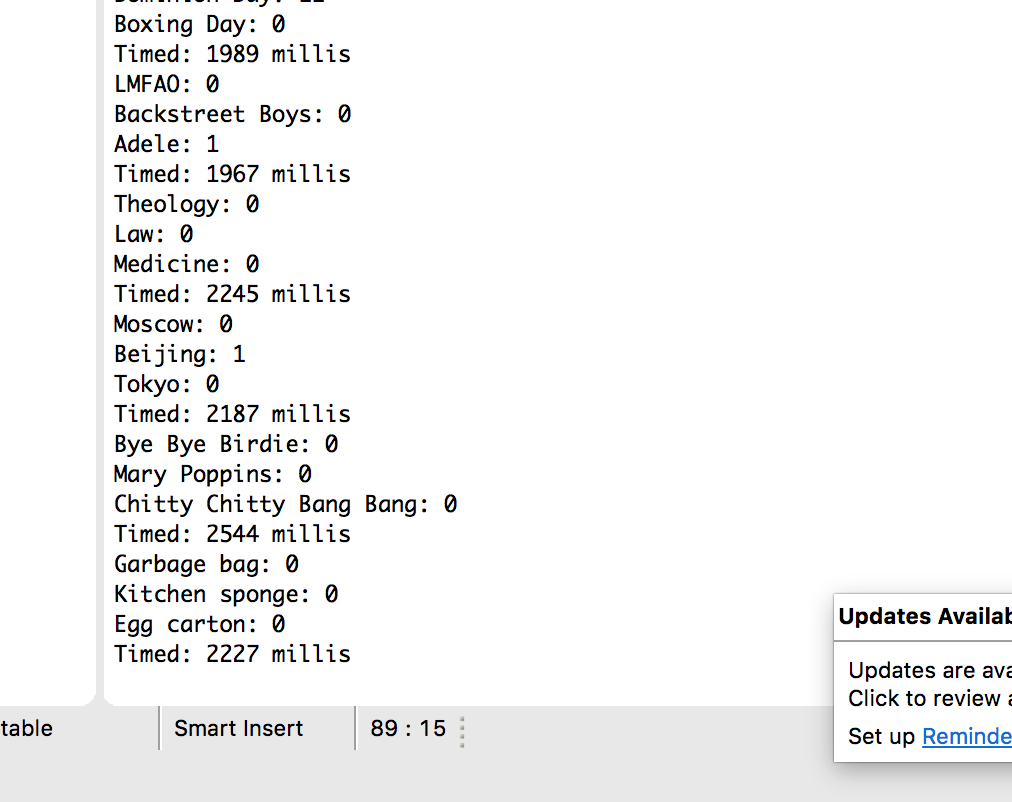 Boxing Day: 0
Timed: 1989 millis
LMFAO: 0
Backstreet Boys: 0
Adele: 1
Timed: 1967 millis
Theology: 0
Law: 0
Medicine: 0
Timed: 2245 millis
Moscow: 0
Beijing: 1
Tokyo: 0
Timed: 2187 millis
Bye Bye Birdie: 0
Mary Poppins: 0
Chitty Chitty Bang Bang: 0
Timed: 2544 millis
Garbage bag: 0
Kitchen sponge: 0
Egg carton: 0
Timed: 2227 millis
Updates Availab
Updates are ava
Click to review a
Set up Reminde
table Smart Insert 89 : 15